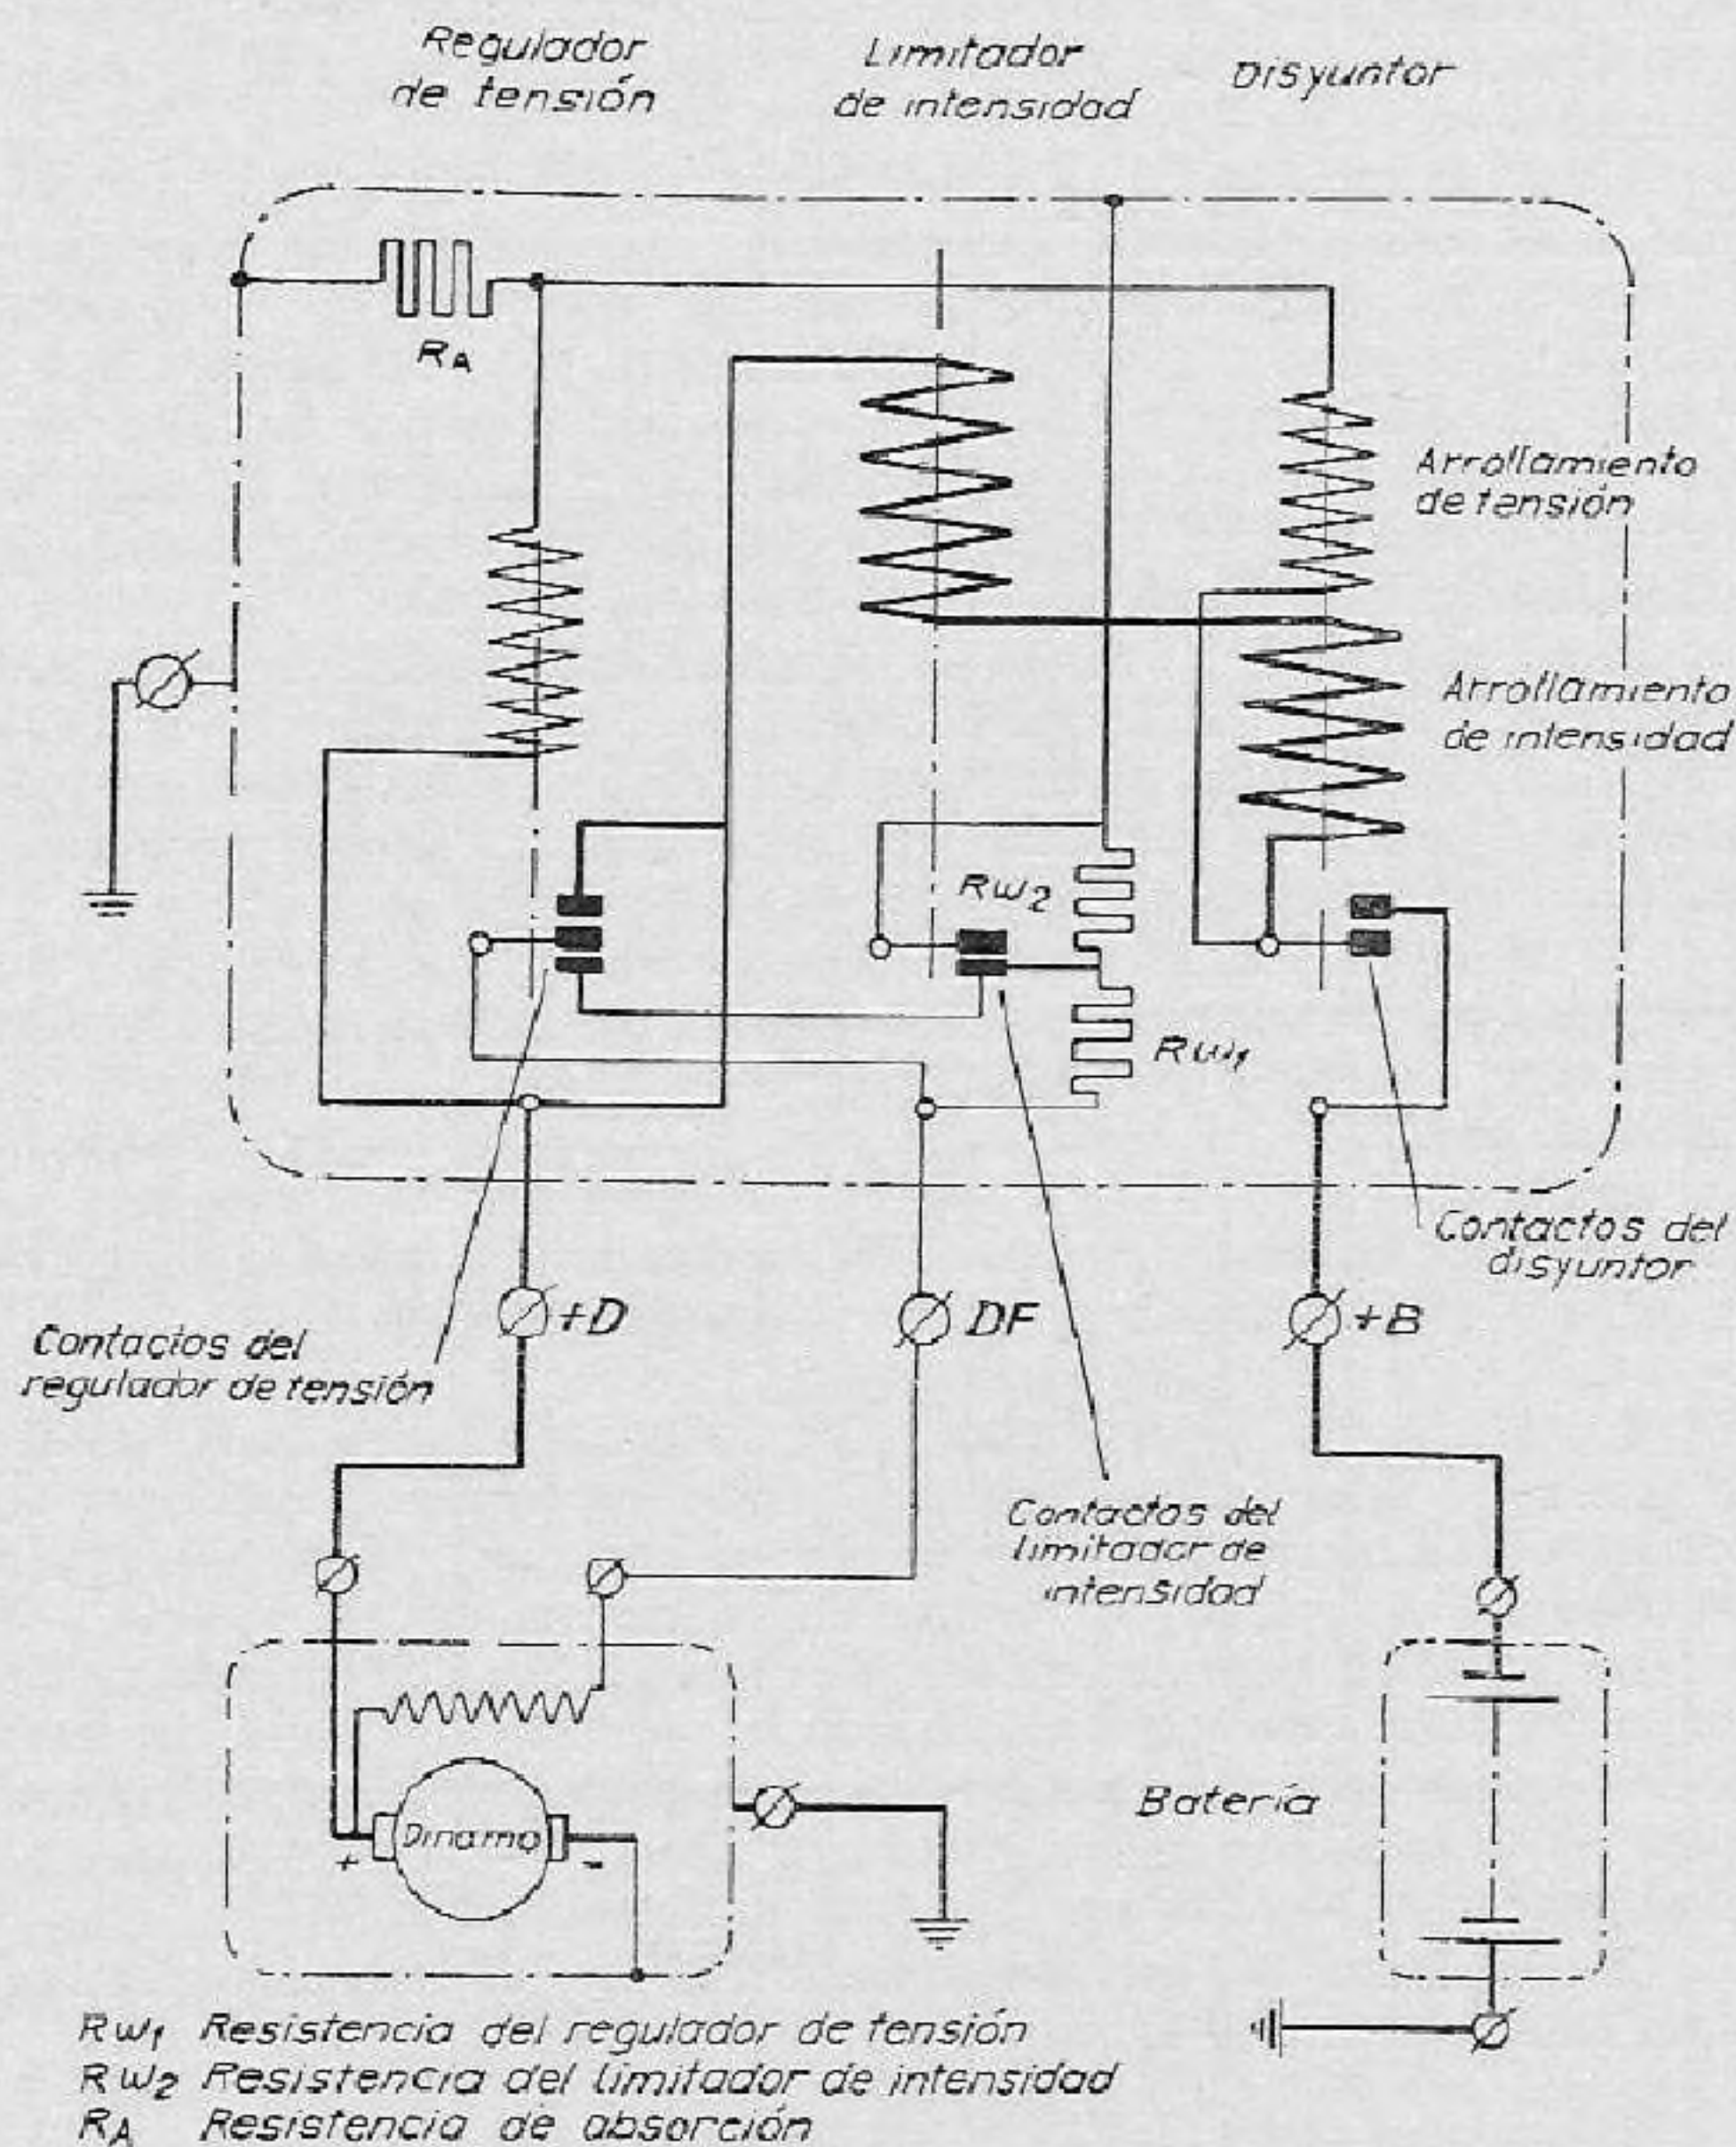 Regulador
de tensión
Limitador
de intensidad
Disyuntor
RA
Arrollamiento
de tensión
Arrollamiento
de intensidad
Rw2
Rw1
Contactos del
disyuntor
+D
DF
+B
Contactos del
regulador de tensión
Contactos del
limitador de
intensidad
Dinamo
+
-
Batería
Rw1 Resistencia del regulador de tensión
Rw2 Resistencia del limitador de intensidad
RA Resistencia de absorción